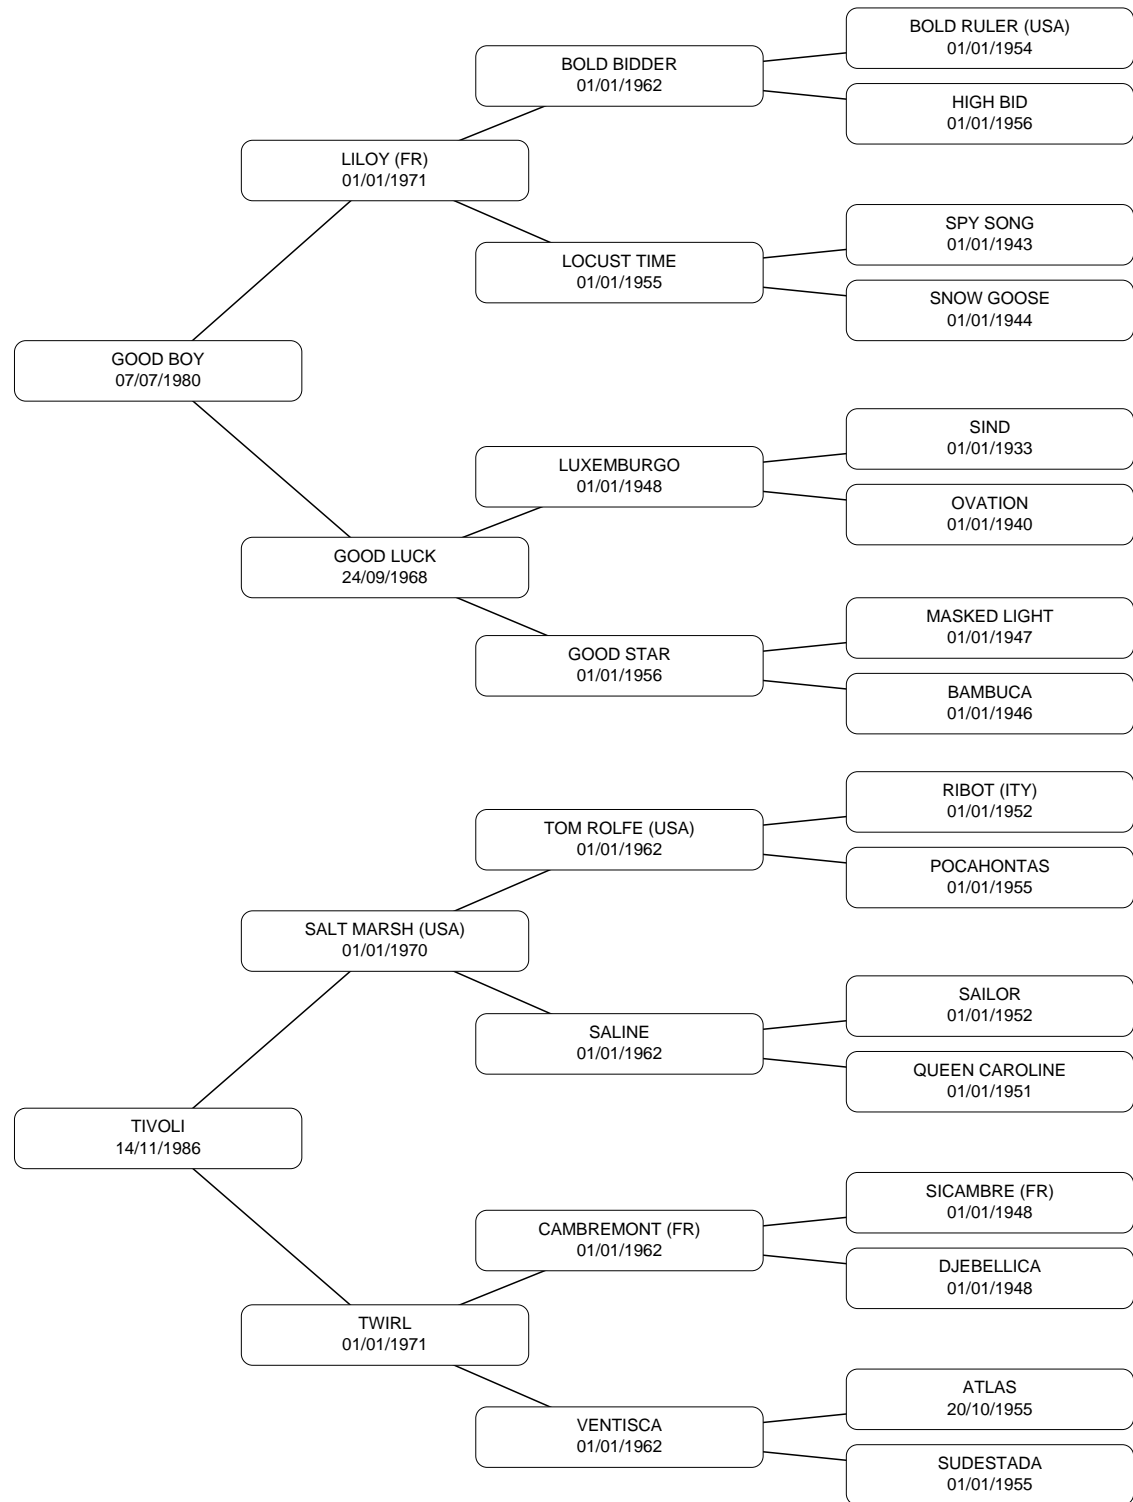 BOLD RULER (USA)
01/01/1954
BOLD BIDDER
01/01/1962
HIGH BID
01/01/1956
LILOY (FR)
01/01/1971
SPY SONG
01/01/1943
LOCUST TIME
01/01/1955
SNOW GOOSE
01/01/1944
GOOD BOY
07/07/1980
SIND
01/01/1933
LUXEMBURGO
01/01/1948
OVATION
01/01/1940
GOOD LUCK
24/09/1968
MASKED LIGHT
01/01/1947
GOOD STAR
01/01/1956
BAMBUCA
01/01/1946
RIBOT (ITY)
01/01/1952
TOM ROLFE (USA)
01/01/1962
POCAHONTAS
01/01/1955
SALT MARSH (USA)
01/01/1970
SAILOR
01/01/1952
SALINE
01/01/1962
QUEEN CAROLINE
01/01/1951
TIVOLI
14/11/1986
SICAMBRE (FR)
01/01/1948
CAMBREMONT (FR)
01/01/1962
DJEBELLICA
01/01/1948
TWIRL
01/01/1971
ATLAS
20/10/1955
VENTISCA
01/01/1962
SUDESTADA
01/01/1955